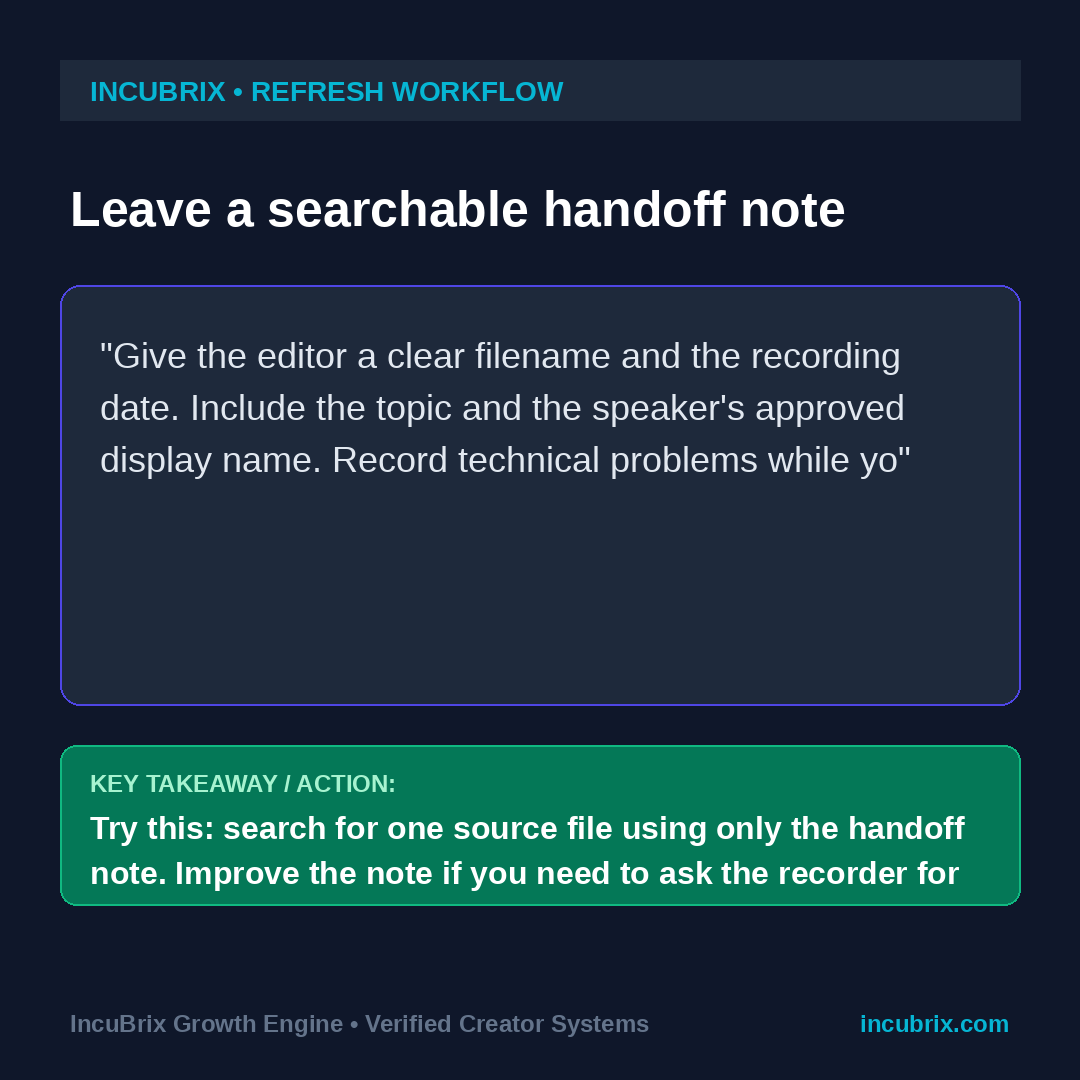 INCUBRIX • REFRESH WORKFLOW
Leave a searchable handoff note
"Give the editor a clear filename and the recording
date. Include the topic and the speaker's approved
display name. Record technical problems while yo"
KEY TAKEAWAY / ACTION:
Try this: search for one source file using only the handoff
note. Improve the note if you need to ask the recorder for
IncuBrix Growth Engine • Verified Creator Systems
incubrix.com